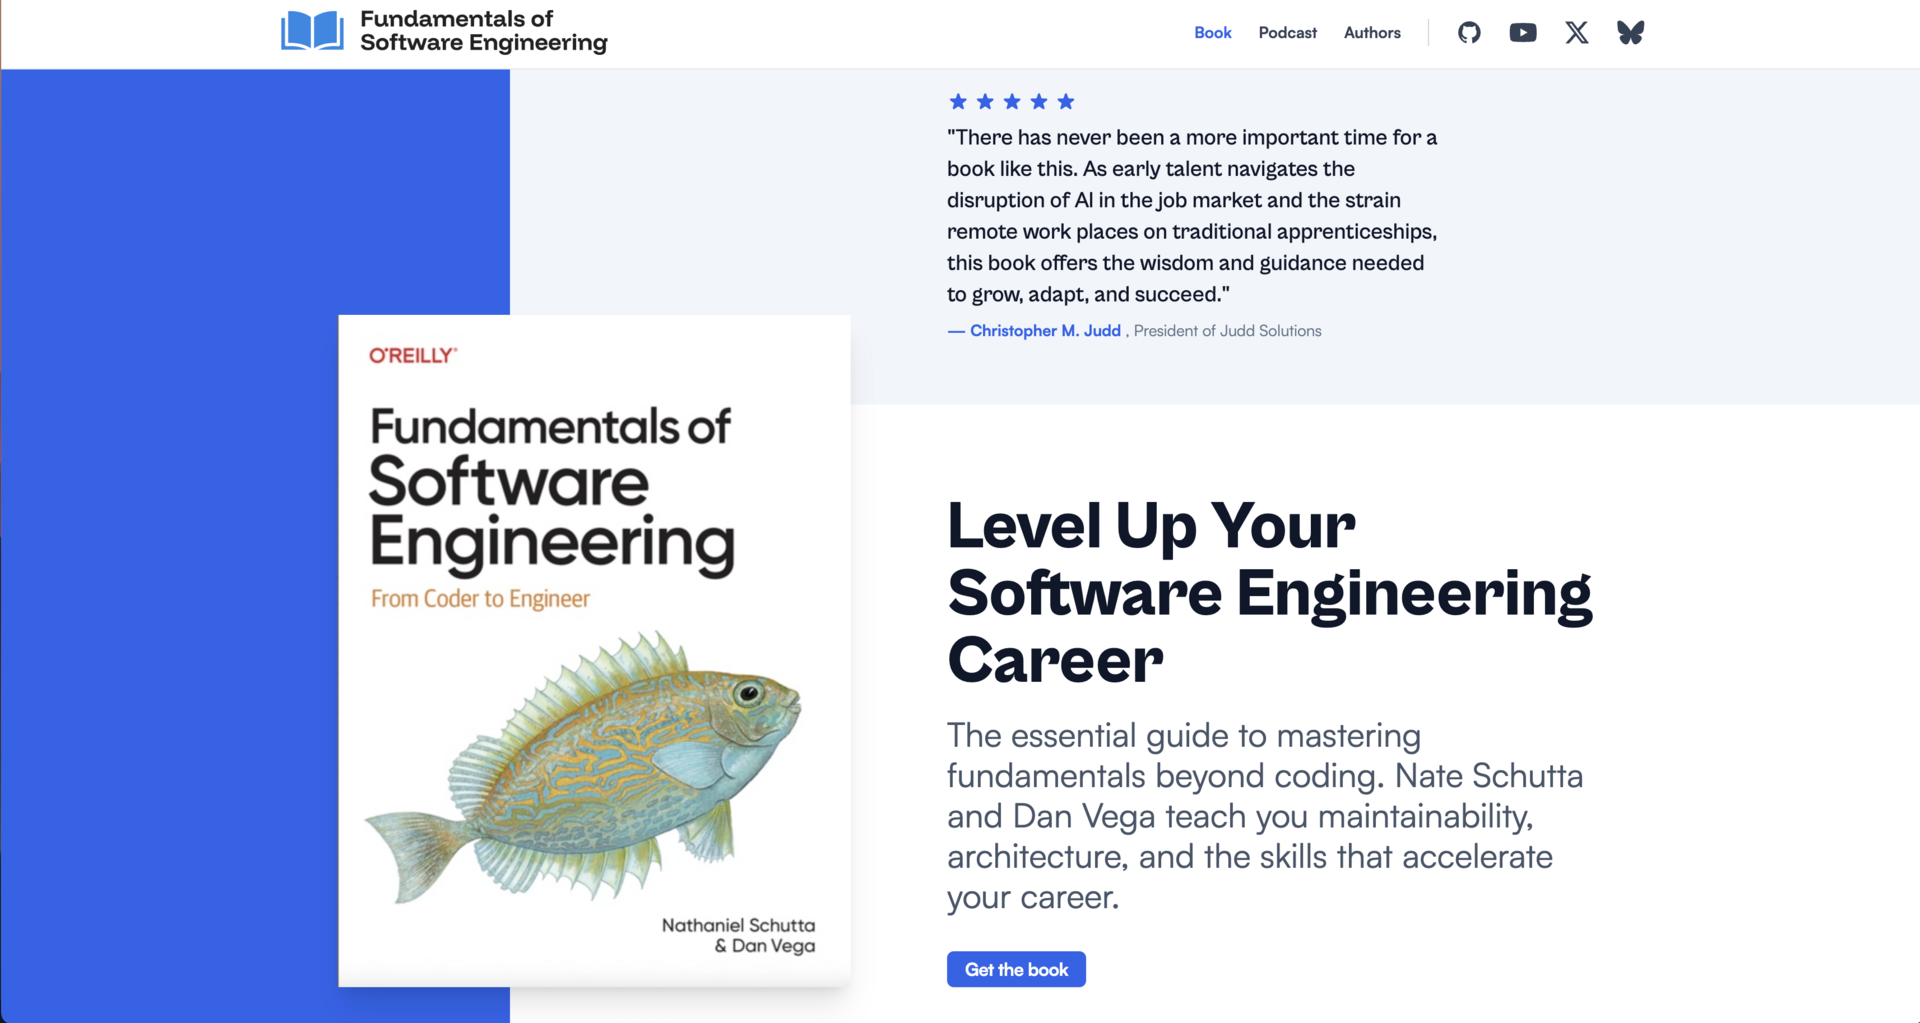 Fundamentals of
Software Engineering
Book
Podcast
Authors
"There has never been a more important time for a
book like this. As early talent navigates the
disruption of AI in the job market and the strain
remote work places on traditional apprenticeships,
this book offers the wisdom and guidance needed
to grow, adapt, and succeed."
— Christopher M. Judd , President of Judd Solutions
O'REILLY®
Fundamentals of
Software
Engineering
From Coder to Engineer
Nathaniel Schutta
& Dan Vega
Level Up Your
Software Engineering
Career
The essential guide to mastering
fundamentals beyond coding. Nate Schutta
and Dan Vega teach you maintainability,
architecture, and the skills that accelerate
your career.
Get the book